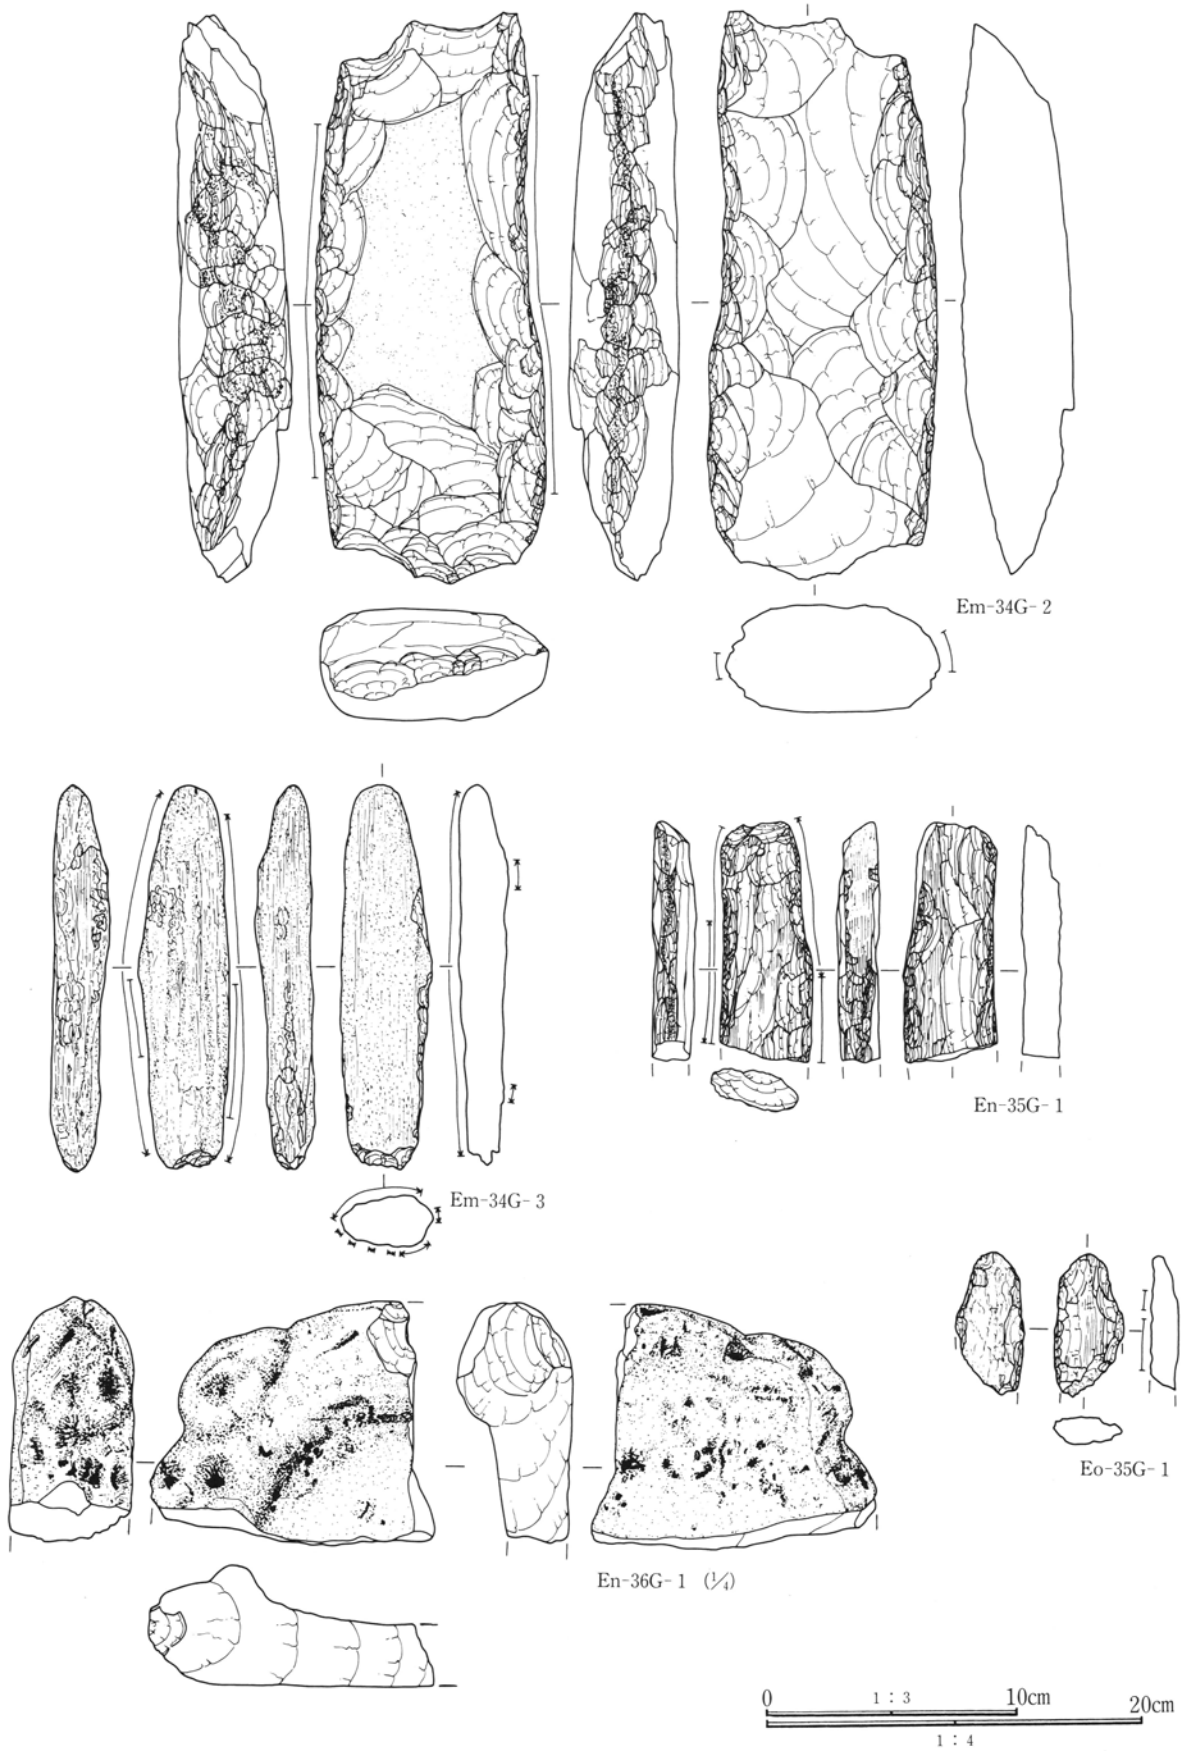 Em-34G-2
Em-34G-3
En-35G-1
Eo-35G-1
En-36G-1 (1/4)
0 1 : 3 10cm 20cm
1 : 4